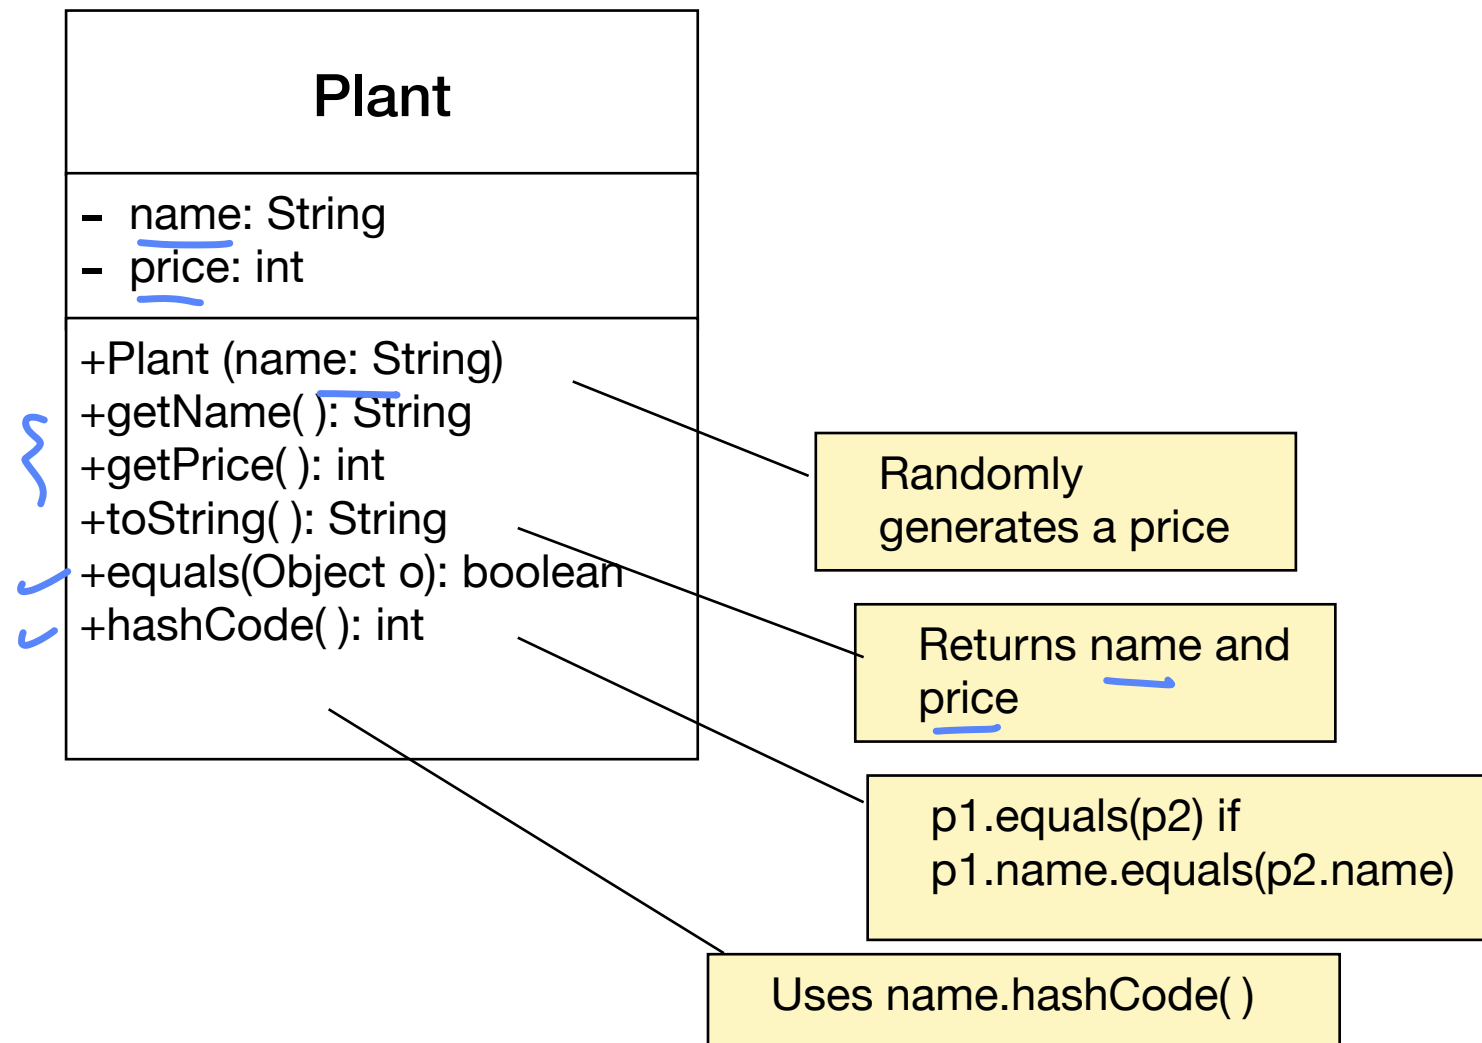 Plant
- name: String
- price: int
+Plant (name: String)
+getName( ): String
+getPrice( ): int
+toString( ): String
+equals(Object o): boolean
+hashCode( ): int
Randomly
generates a price
Returns name and
price
p1.equals(p2) if
p1.name.equals(p2.name)
Uses name.hashCode( )